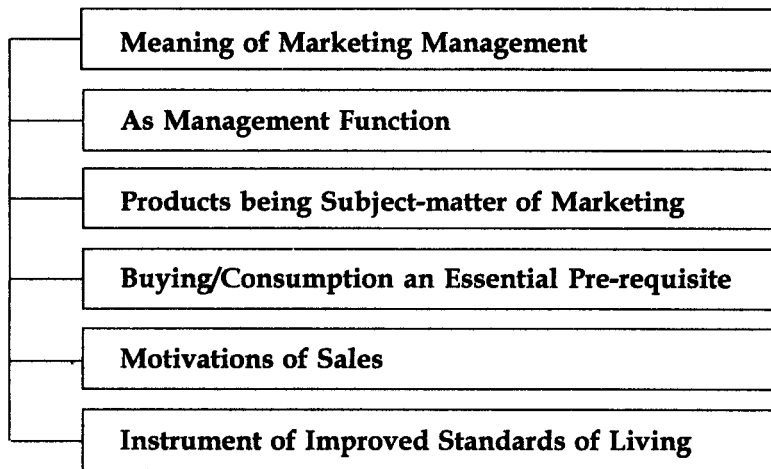 Meaning of Marketing Management
As Management Function
Products being Subject-matter of Marketing
Buying/Consumption an Essential Pre-requisite
Motivations of Sales
Instrument of Improved Standards of Living